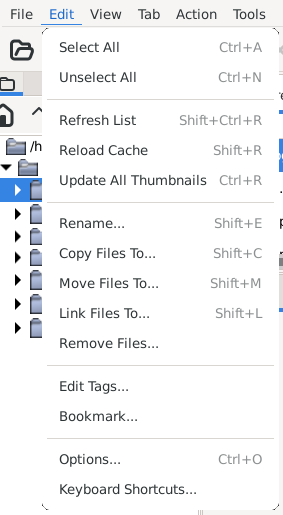 File Edit View Tab Action Tools
Select All Ctrl+A
Unselect All Ctrl+N
Refresh List Shift+Ctrl+R
Reload Cache Shift+R
/h
Update All Thumbnails Ctrl+R
Rename... Shift+E
Copy Files To... Shift+C
Move Files To... Shift+M
Link Files To... Shift+L
Remove Files...
Edit Tags...
Bookmark...
Options... Ctrl+O
Keyboard Shortcuts...